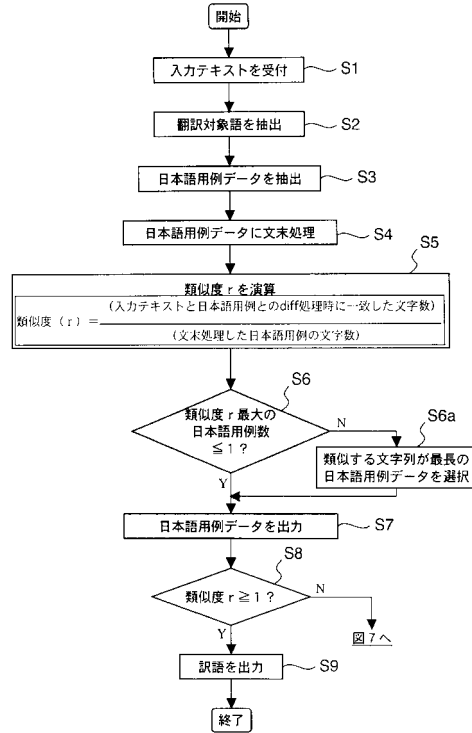 開始
入力テキストを受付
S1
翻訳対象語を抽出
S2
日本語用例データを抽出
S3
日本語用例データに文末処理
S4
S5
類似度 r を演算
類似度（r）＝
（入力テキストと日本語用例とのdiff処理時に一致した文字数）
（文末処理した日本語用例の文字数）
S6
類似度 r 最大の
日本語用例数
≦１？
N
S6a
類似する文字列が最長の
日本語用例データを選択
Y
日本語用例データを出力
S7
S8
類似度 r ≧１？
N
図７へ
Y
訳語を出力
S9
終了